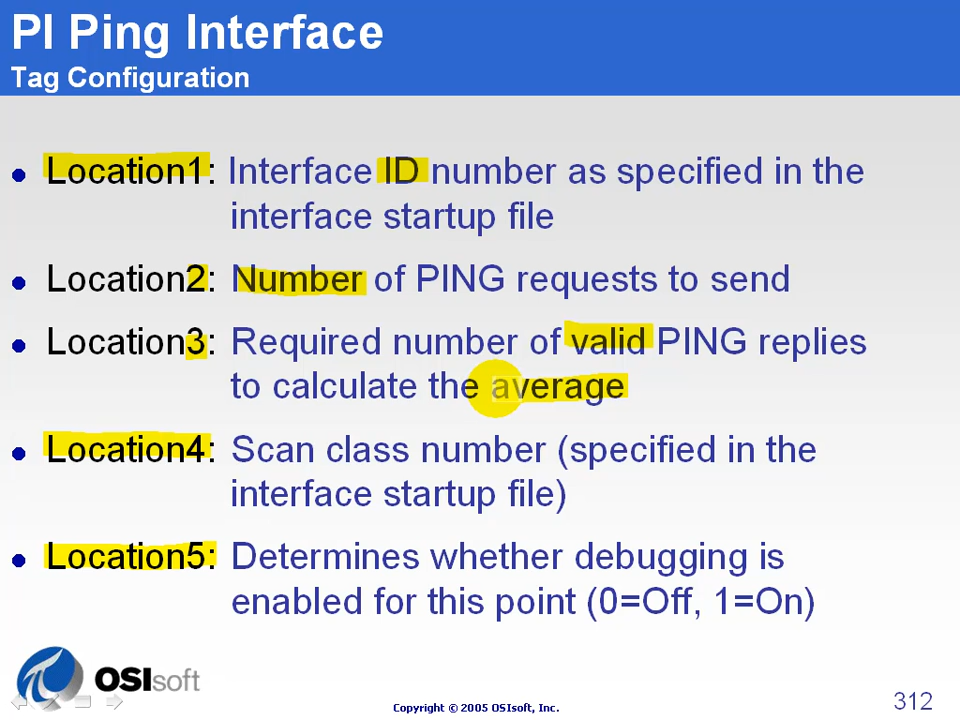 PI Ping Interface
Tag Configuration
• Location1: Interface ID number as specified in the
interface startup file
• Location2: Number of PING requests to send
• Location3: Required number of valid PING replies
to calculate the average
• Location4: Scan class number (specified in the
interface startup file)
• Location5: Determines whether debugging is
enabled for this point (0=Off, 1=On)
OSIsoft
Copyright © 2005 OSIsoft, Inc.
312